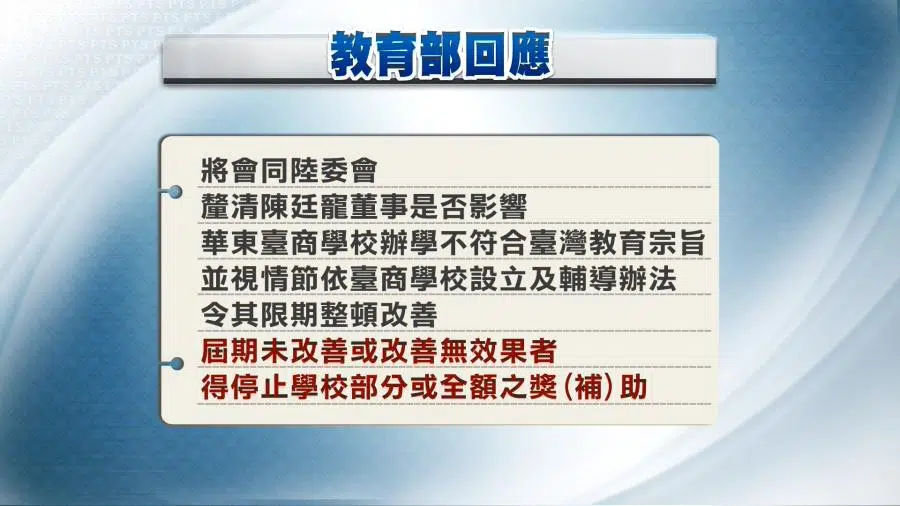 教育部回應
將會同陸委會
釐清陳廷寵董事是否影響
華東臺商學校辦學不符合臺灣教育宗旨
並視情節依臺商學校設立及輔導辦法
令其限期整頓改善
屆期未改善或改善無效果者
得停止學校部分或全額之獎(補)助